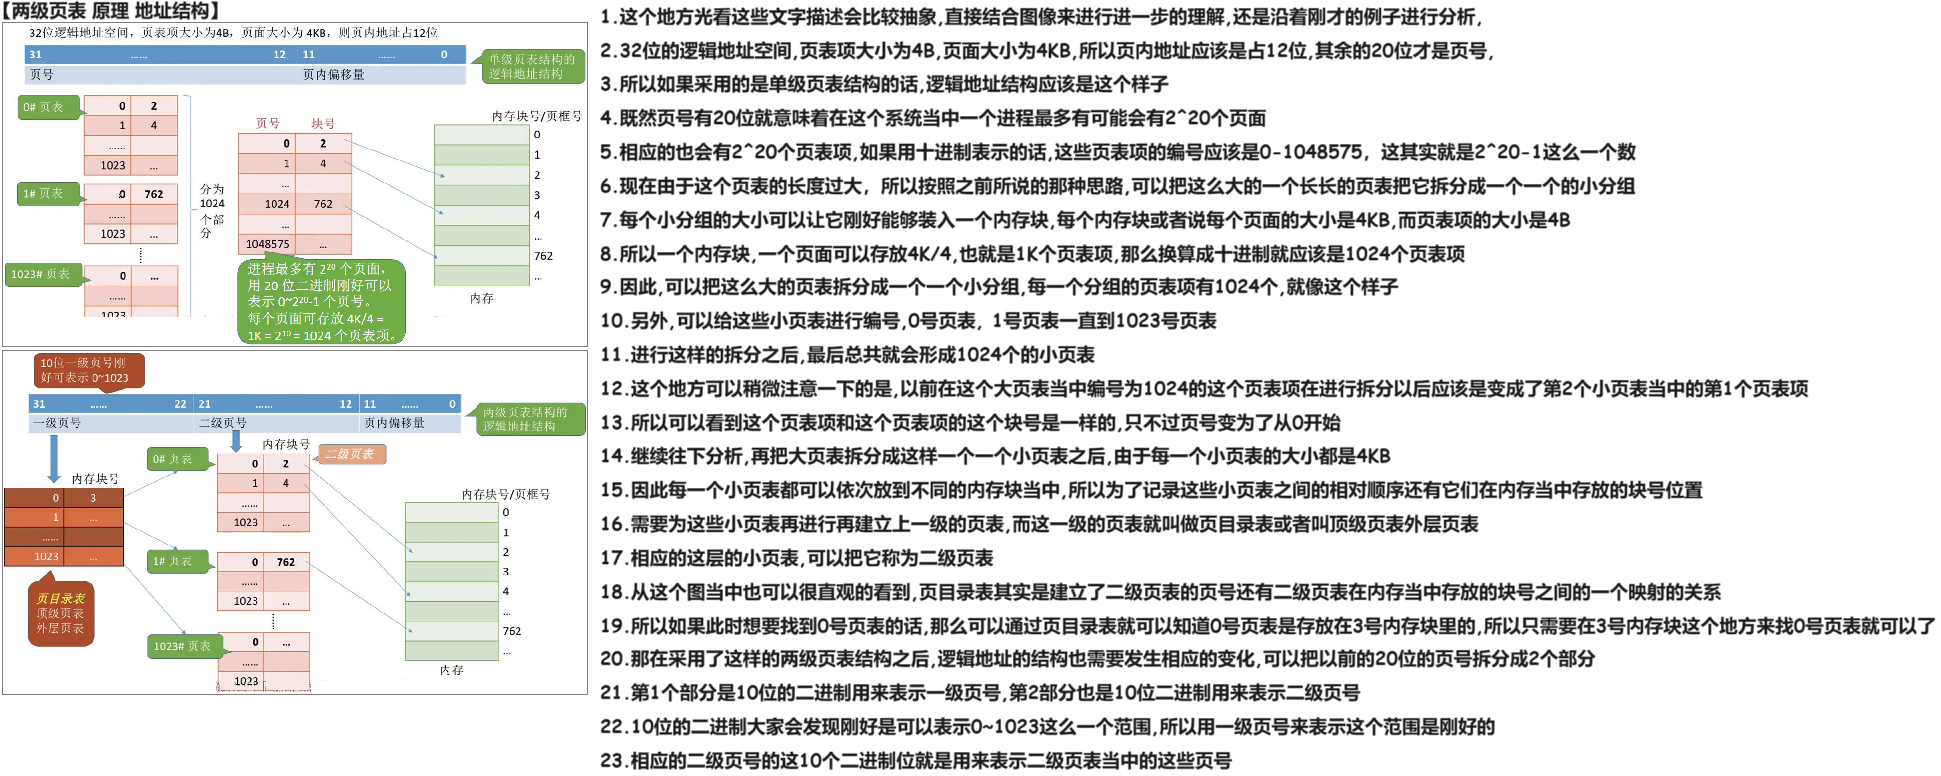 【两级页表 原理 地址结构】
32位逻辑地址空间，页表项大小为4B，页面大小为 4KB，则页内地址占12位
31 …… 12 11 …… 0
页号 页内偏移量
单级页表结构的
逻辑地址结构
0# 页表
0 2
1 4
……
1023 …
1# 页表
0 762
……
1023 …
1023# 页表
0 …
……
1023
分为
1024
个部
分
页号 块号
0 2
1 4
…
1024 762
…
1048575 …
进程最多有 2²⁰ 个页面，
用 20 位二进制刚好可以
表示 0~2²⁰-1 个页号。
每个页面可存放 4K/4 =
1K = 2¹⁰ = 1024 个页表项。
内存块号/页框号
0
1
2
3
4
…
762
…
内存
10位一级页号刚
好可表示 0~1023
31 …… 22 21 …… 12 11 …… 0
一级页号 二级页号 页内偏移量
两级页表结构的
逻辑地址结构
内存块号
0 3
1 …
……
1023 …
页目录表
顶级页表
外层页表
0# 页表
内存块号
二级页表
0 2
1 4
……
1023 …
1# 页表
0 762
……
1023 …
1023# 页表
0 …
……
1023
内存块号/页框号
0
1
2
3
4
…
762
…
内存
1.这个地方光看这些文字描述会比较抽象,直接结合图像来进行进一步的理解,还是沿着刚才的例子进行分析,
2.32位的逻辑地址空间,页表项大小为4B,页面大小为4KB,所以页内地址应该是占12位,其余的20位才是页号,
3.所以如果采用的是单级页表结构的话,逻辑地址结构应该是这个样子
4.既然页号有20位就意味着在这个系统当中一个进程最多有可能会有2^20个页面
5.相应的也会有2^20个页表项,如果用十进制表示的话,这些页表项的编号应该是0-1048575，这其实就是2^20-1这么一个数
6.现在由于这个页表的长度过大，所以按照之前所说的那种思路,可以把这么大的一个长长的页表把它拆分成一个一个的小分组
7.每个小分组的大小可以让它刚好能够装入一个内存块,每个内存块或者说每个页面的大小是4KB,而页表项的大小是4B
8.所以一个内存块,一个页面可以存放4K/4,也就是1K个页表项,那么换算成十进制就应该是1024个页表项
9.因此,可以把这么大的页表拆分成一个一个的小分组,每一个分组的页表项有1024个,就像这个样子
10.另外,可以给这些小页表进行编号,0号页表，1号页表一直到1023号页表
11.进行这样的拆分之后,最后总共就会形成1024个的小页表
12.这个地方可以稍微注意一下的是,以前在这个大页表当中编号为1024的这个页表项在进行拆分以后应该是变成了第2个小页表当中的第1个页表项
13.所以可以看到这个页表项和这个页表项的这个块号是一样的,只不过页号变为了从0开始
14.继续往下分析,再把大页表拆分成这样一个一个小页表之后,由于每一个小页表的大小都是4KB
15.因此每一个小页表都可以依次放到不同的内存块当中,所以为了记录这些小页表之间的相对顺序还有它们在内存当中存放的块号位置
16.需要为这些小页表再进行再建立上一级的页表,而这一级的页表就叫做页目录表或者叫顶级页表外层页表
17.相应的这层的小页表,可以把它称为二级页表
18.从这个图当中也可以很直观的看到,页目录表其实是建立了二级页表的页号还有二级页表在内存当中存放的块号之间的一个映射的关系
19.所以如果此时想要找到0号页表的话,那么可以通过页目录表就可以知道0号页表是存放在3号内存块里的,所以只需要在3号内存块这个地方来找0号页表就可以了
20.那在采用了这样的两级页表结构之后,逻辑地址的结构也需要发生相应的变化,可以把以前的20位的页号拆分成2个部分
21.第1个部分是10位的二进制用来表示一级页号,第2部分也是10位二进制用来表示二级页号
22.10位的二进制大家会发现刚好是可以表示0~1023这么一个范围,所以用一级页号来表示这个范围是刚好的
23.相应的二级页号的这10个二进制位就是用来表示二级页表当中的这些页号